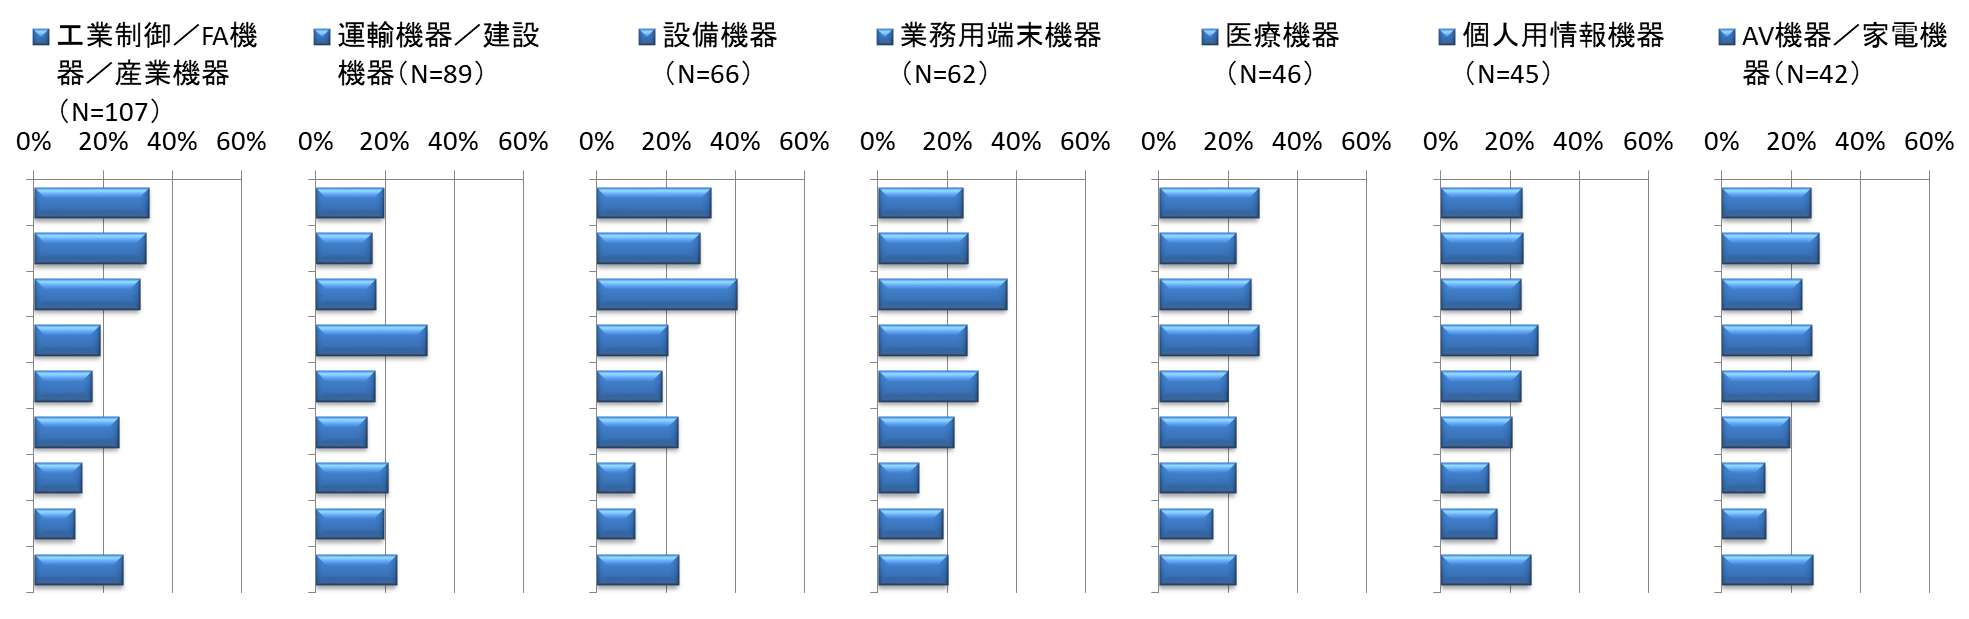 工業制御／FA機
器／産業機器
（N=107）
運輸機器／建設
機器（N=89）
設備機器
（N=66）
業務用端末機器
（N=62）
医療機器
（N=46）
個人用情報機器
（N=45）
AV機器／家電機
器（N=42）
0% 20% 40% 60%
0% 20% 40% 60%
0% 20% 40% 60%
0% 20% 40% 60%
0% 20% 40% 60%
0% 20% 40% 60%
0% 20% 40% 60%